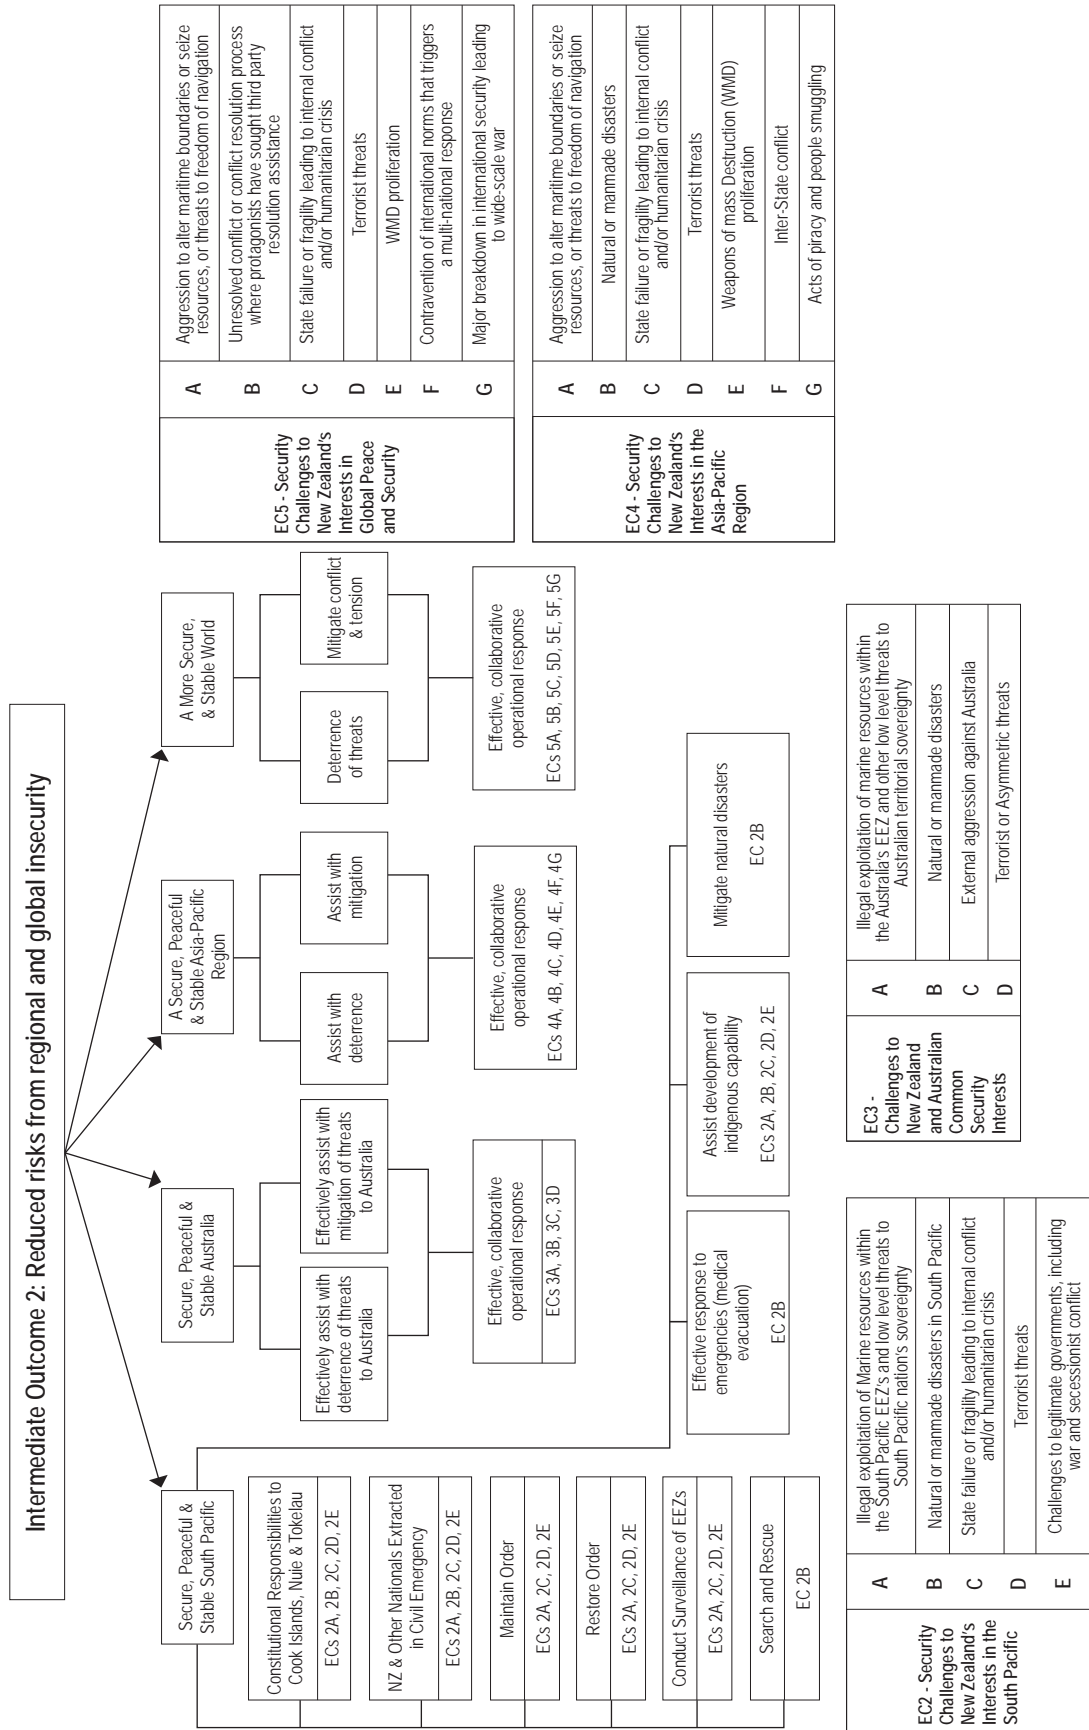 Intermediate Outcome 2: Reduced risks from regional and global insecurity
Secure, Peaceful &
Stable South Pacific
Secure, Peaceful &
Stable Australia
A Secure, Peaceful
& Stable Asia-Pacific
Region
A More Secure,
& Stable World
Constitutional Responsibilities to
Cook Islands, Nuie & Tokelau
ECs 2A, 2B, 2C, 2D, 2E
NZ & Other Nationals Extracted
in Civil Emergency
ECs 2A, 2B, 2C, 2D, 2E
Maintain Order
ECs 2A, 2C, 2D, 2E
Restore Order
ECs 2A, 2C, 2D, 2E
Conduct Surveillance of EEZs
ECs 2A, 2C, 2D, 2E
Search and Rescue
EC 2B
Effectively assist with
deterrence of threats
to Australia
Effectively assist with
mitigation of threats
to Australia
Effective, collaborative
operational response
ECs 3A, 3B, 3C, 3D
Assist with
deterrence
Assist with
mitigation
Effective, collaborative
operational response
ECs 4A, 4B, 4C, 4D, 4E, 4F, 4G
Deterrence
of threats
Mitigate conflict
& tension
Effective, collaborative
operational response
ECs 5A, 5B, 5C, 5D, 5E, 5F, 5G
Effective response to
emergencies (medical
evacuation)
EC 2B
Assist development of
indigenous capability
ECs 2A, 2B, 2C, 2D, 2E
Mitigate natural disasters
EC 2B
EC2 - Security
Challenges to
New Zealand's
Interests in the
South Pacific
A
Illegal exploitation of Marine resources within
the South Pacific EEZ's and low level threats to
South Pacific nation's sovereignty
B
Natural or manmade disasters in South Pacific
C
State failure or fragility leading to internal conflict
and/or humanitarian crisis
D
Terrorist threats
E
Challenges to legitimate governments, including
war and secessionist conflict
EC3 -
Challenges to
New Zealand
and Australian
Common
Security
Interests
A
Illegal exploitation of marine resources within
the Australia's EEZ and other low level threats to
Australian territorial sovereignty
B
Natural or manmade disasters
C
External aggression against Australia
D
Terrorist or Asymmetric threats
EC5 - Security
Challenges to
New Zealand's
Interests in
Global Peace
and Security
A
Aggression to alter maritime boundaries or seize
resources, or threats to freedom of navigation
B
Unresolved conflict or conflict resolution process
where protagonists have sought third party
resolution assistance
C
State failure or fragility leading to internal conflict
and/or humanitarian crisis
D
Terrorist threats
E
WMD proliferation
F
Contravention of international norms that triggers
a multi-national response
G
Major breakdown in international security leading
to wide-scale war
EC4 - Security
Challenges to
New Zealand's
Interests in the
Asia-Pacific
Region
A
Aggression to alter maritime boundaries or seize
resources, or threats to freedom of navigation
B
Natural or manmade disasters
C
State failure or fragility leading to internal conflict
and/or humanitarian crisis
D
Terrorist threats
E
Weapons of mass Destruction (WMD)
proliferation
F
Inter-State conflict
G
Acts of piracy and people smuggling